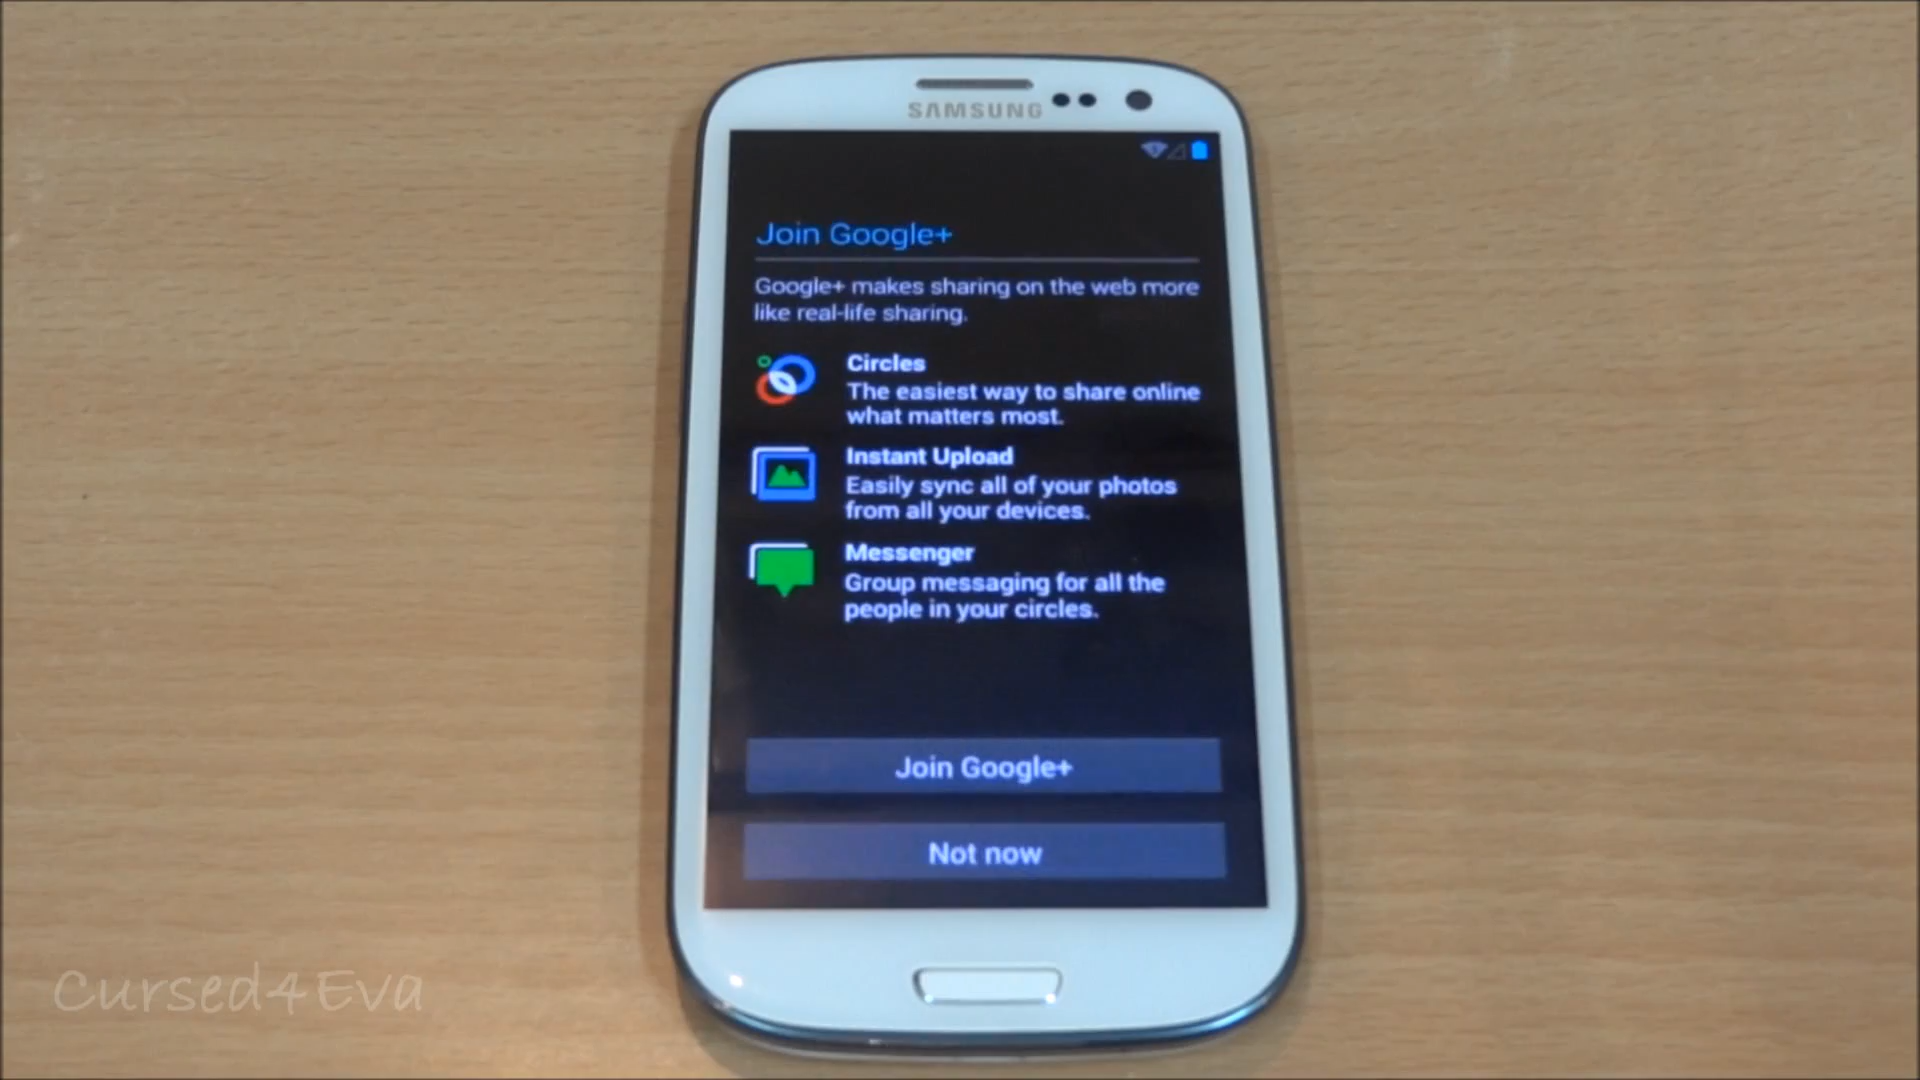 SAMSUNG
Join Google+
Google+ makes sharing on the web more
like real-life sharing.
Circles
The easiest way to share online
what matters most.
Instant Upload
Easily sync all of your photos
from all your devices.
Messenger
Group messaging for all the
people in your circles.
Join Google+
Not now
Cursed4Eva